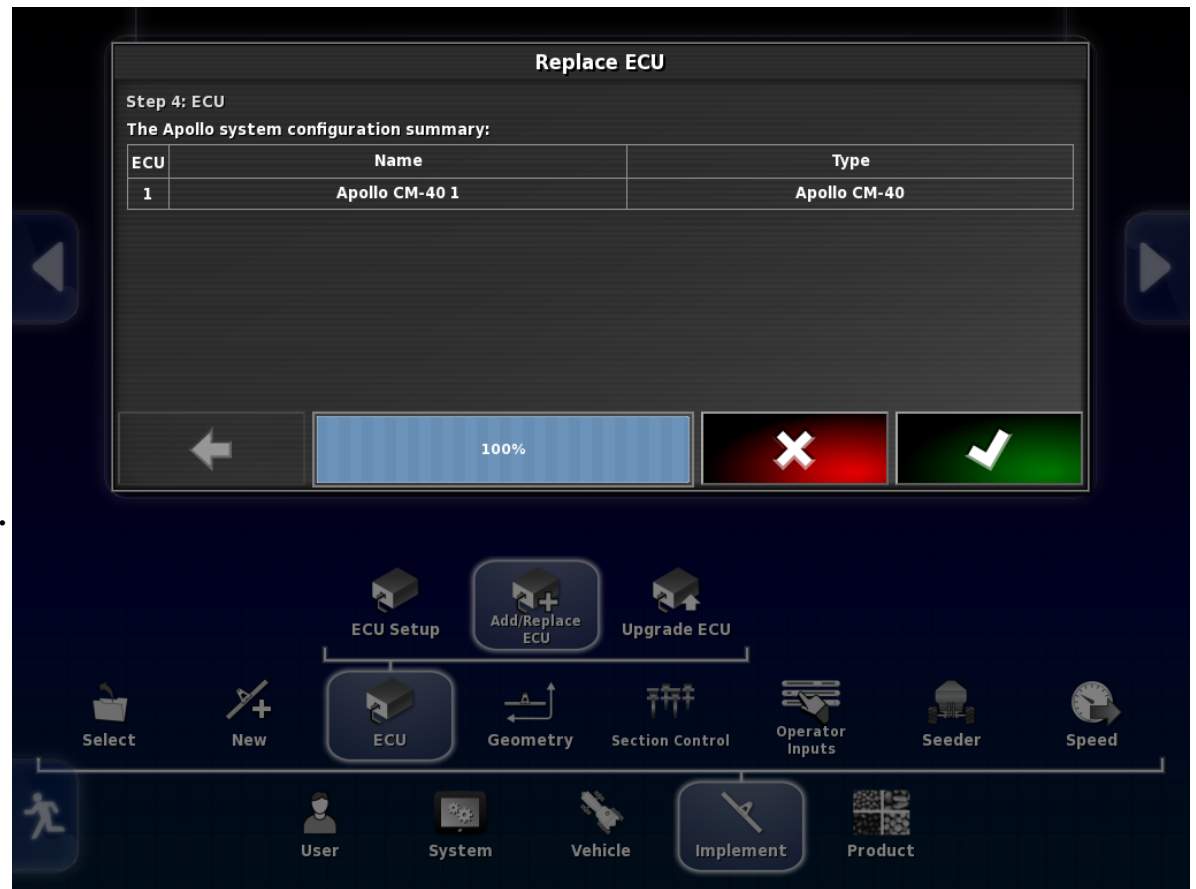 Replace ECU
Step 4: ECU
The Apollo system configuration summary:
ECU Name Type
1 Apollo CM-40 1 Apollo CM-40
100%
ECU Setup
Add/Replace
ECU
Upgrade ECU
Select
New
ECU
Geometry
Section Control
Operator
Inputs
Seeder
Speed
User
System
Vehicle
Implement
Product